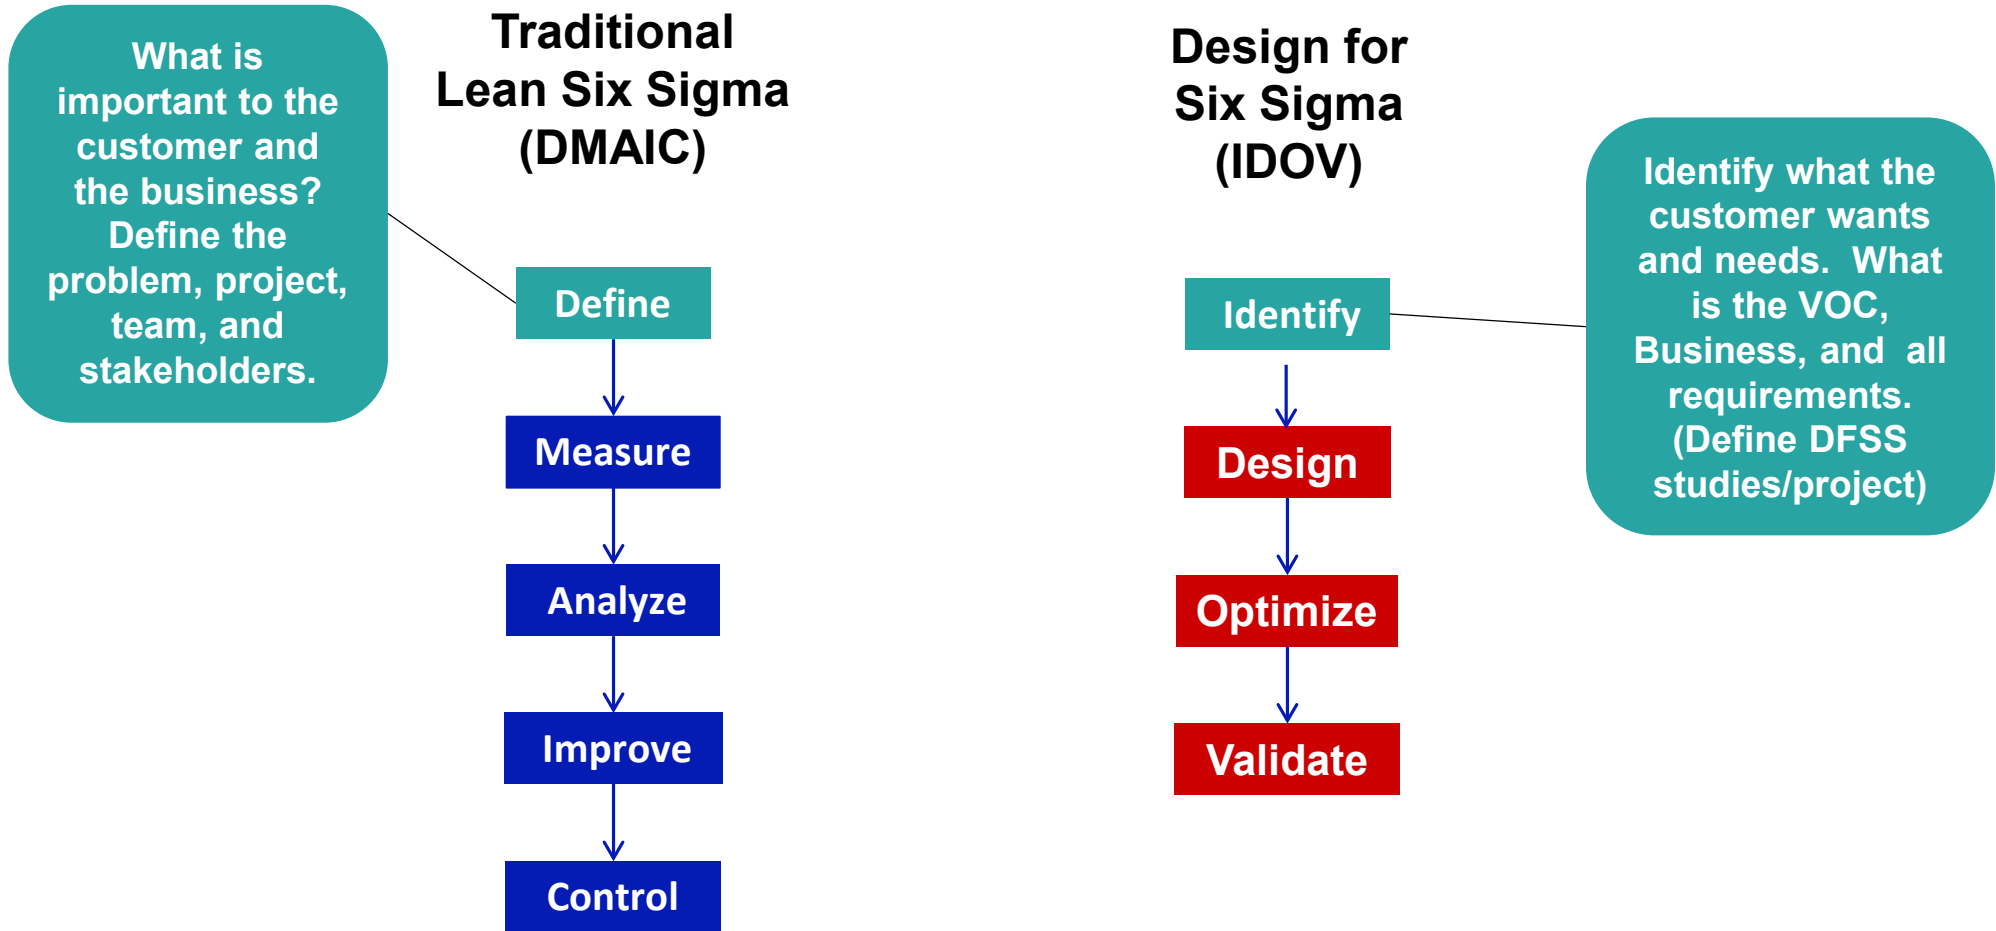 What is
important to the
customer and
the business?
Define the
problem, project,
team, and
stakeholders.
Traditional
Lean Six Sigma
(DMAIC)
Define
Measure
Analyze
Improve
Control
Design for
Six Sigma
(IDOV)
Identify
Design
Optimize
Validate
Identify what the
customer wants
and needs.  What
is the VOC,
Business, and  all
requirements.
(Define DFSS
studies/project)